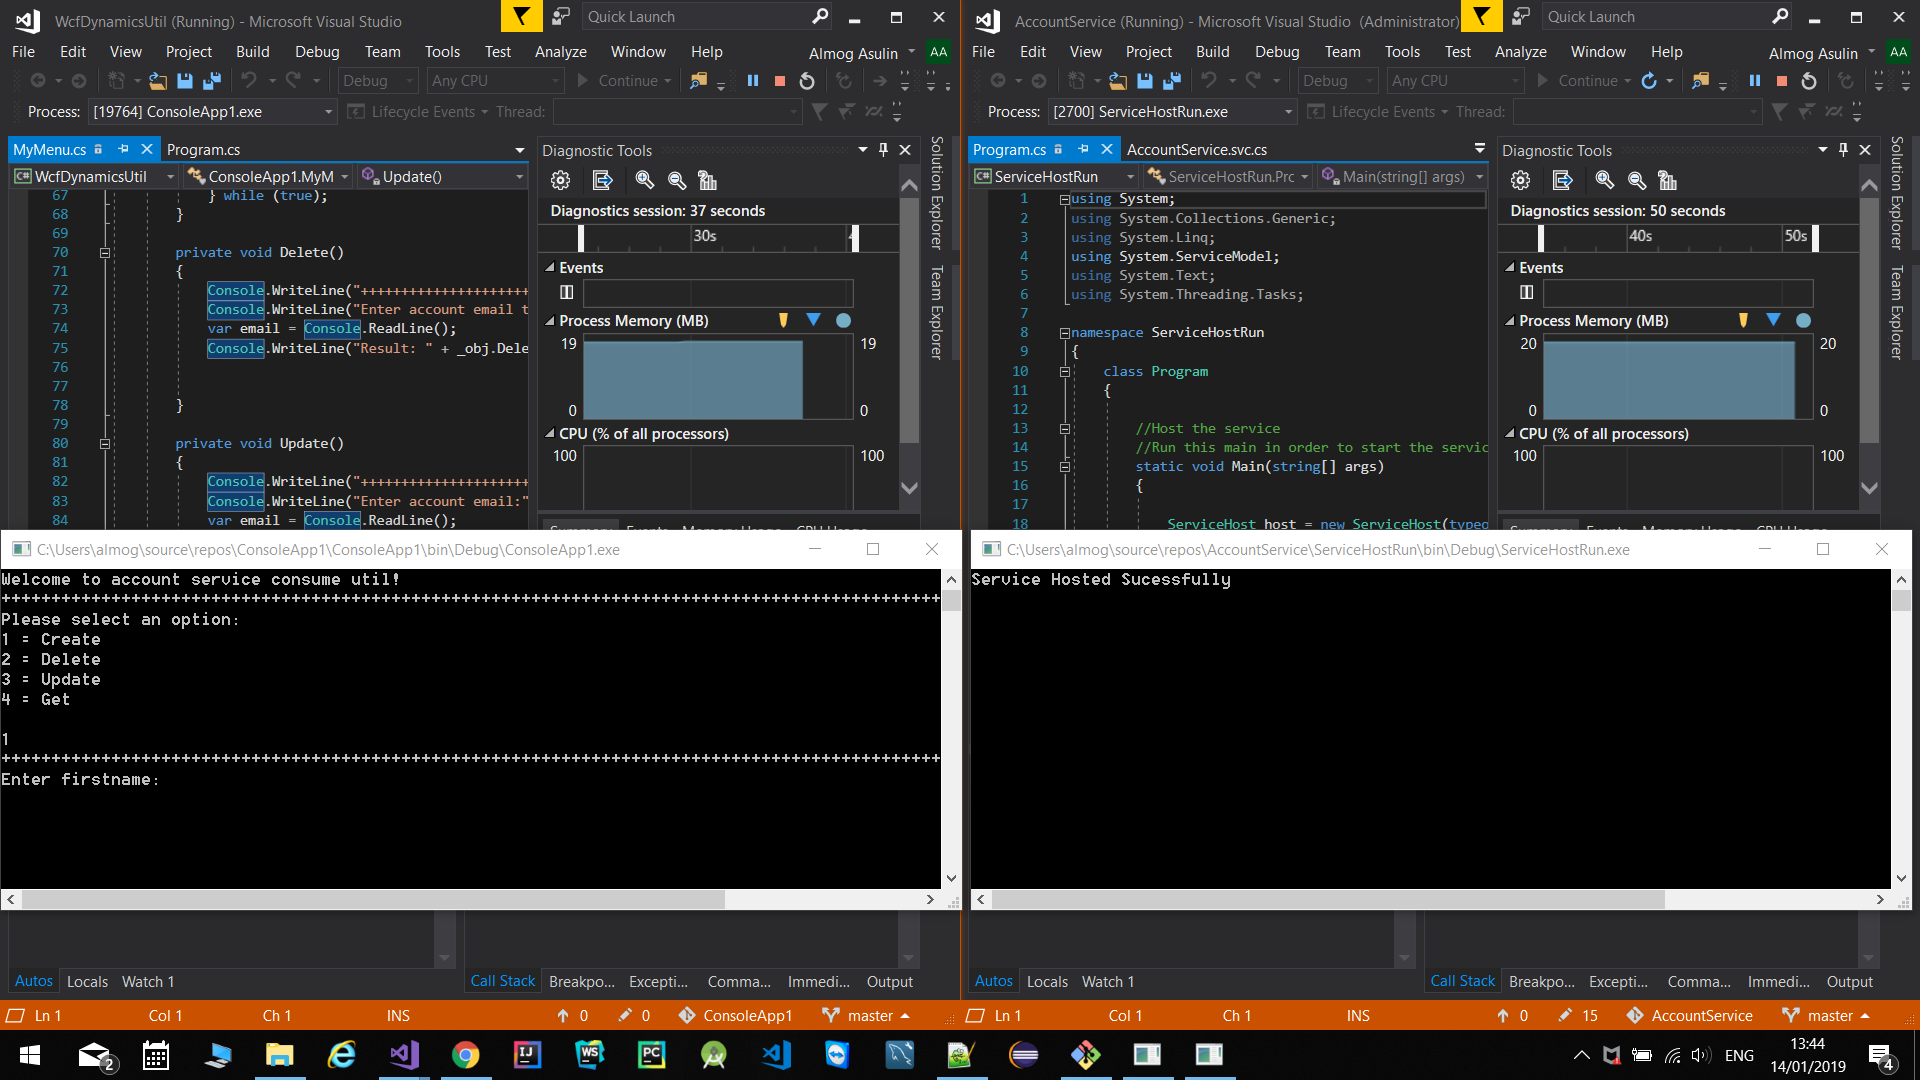 WcfDynamicsUtil (Running) - Microsoft Visual Studio
Quick Launch
File Edit View Project Build Debug Team Tools Test Analyze Window Help
Almog Asulin AA
Debug Any CPU Continue
Process: [19764] ConsoleApp1.exe Lifecycle Events Thread:
MyMenu.cs Program.cs
WcfDynamicsUtil ConsoleApp1.MyM Update()
67 } while (true);
68 }
69
70 private void Delete()
71 {
72 Console.WriteLine("+++++++++++++++++++++
73 Console.WriteLine("Enter account email t
74 var email = Console.ReadLine();
75 Console.WriteLine("Result: " + _obj.Dele
76
77
78 }
79
80 private void Update()
81 {
82 Console.WriteLine("+++++++++++++++++++++
83 Console.WriteLine("Enter account email:"
84 var email = Console.ReadLine();
Diagnostic Tools
Diagnostics session: 37 seconds
30s
Events
Process Memory (MB)
19 19
0 0
CPU (% of all processors)
100 100
Solution Explorer
Team Explorer
C:\Users\almog\source\repos\ConsoleApp1\ConsoleApp1\bin\Debug\ConsoleApp1.exe
Welcome to account service consume util!
++++++++++++++++++++++++++++++++++++++++++++++++++++++++++++++++++++++++++++++++++++++++++++++
Please select an option:
1 = Create
2 = Delete
3 = Update
4 = Get
1
++++++++++++++++++++++++++++++++++++++++++++++++++++++++++++++++++++++++++++++++++++++++++++++
Enter firstname:
Autos Locals Watch 1
Call Stack Breakpo... Excepti... Comma... Immedi... Output
Ln 1 Col 1 Ch 1 INS 0 0 ConsoleApp1 master
AccountService (Running) - Microsoft Visual Studio (Administrator)
Quick Launch
File Edit View Project Build Debug Team Tools Test Analyze Window Help
Almog Asulin AA
Debug Any CPU Continue
Process: [2700] ServiceHostRun.exe Lifecycle Events Thread:
Program.cs AccountService.svc.cs
ServiceHostRun ServiceHostRun.Prc Main(string[] args)
1 using System;
2 using System.Collections.Generic;
3 using System.Linq;
4 using System.ServiceModel;
5 using System.Text;
6 using System.Threading.Tasks;
7
8 namespace ServiceHostRun
9 {
10 class Program
11 {
12
13 //Host the service
14 //Run this main in order to start the servic
15 static void Main(string[] args)
16 {
17
18 ServiceHost host = new ServiceHost(typeo
Diagnostic Tools
Diagnostics session: 50 seconds
40s 50s
Events
Process Memory (MB)
20 20
0 0
CPU (% of all processors)
100 100
Solution Explorer
Team Explorer
C:\Users\almog\source\repos\AccountService\ServiceHostRun\bin\Debug\ServiceHostRun.exe
Service Hosted Sucessfully
Autos Locals Watch 1
Call Stack Breakpo... Excepti... Comma... Immedi... Output
Ln 1 Col 1 Ch 1 INS 0 15 AccountService master
2 IJ WS PC ENG 13:44
14/01/2019 4